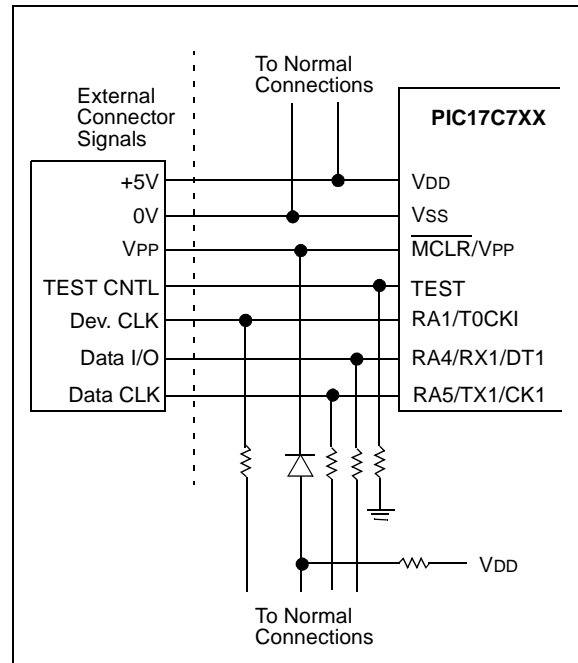 To Normal
Connections
External
Connector
Signals
PIC17C7XX
+5V
VDD
0V
VSS
VPP
MCLR/VPP
TEST CNTL
TEST
Dev. CLK
RA1/T0CKI
Data I/O
RA4/RX1/DT1
Data CLK
RA5/TX1/CK1
VDD
To Normal
Connections